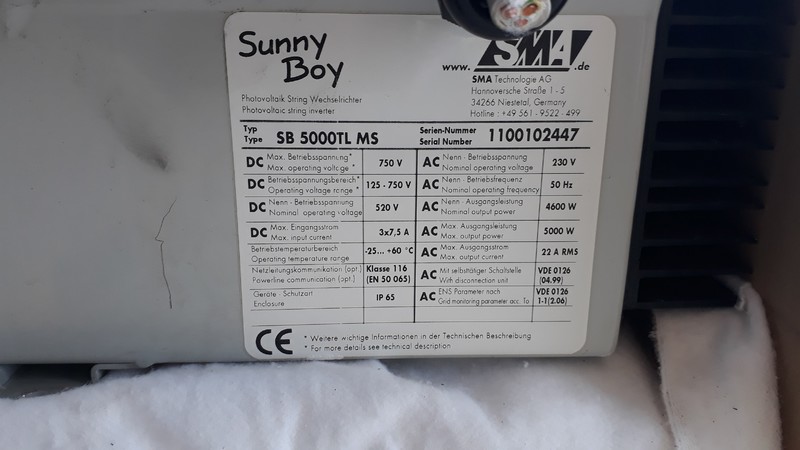 Sunny
Boy
SMA
www. .de
SMA Technologie AG
Hannoversche Straße 1 - 5
34266 Niestetal, Germany
Hotline : +49 561 - 9522 - 499
Photovoltaik String Wechselrichter
Photovoltaic string inverter
Typ
Type SB 5000TL MS
Serien-Nummer
Serial Number 1100102447
DC Max. Betriebsspannung*
Max. operating voltage * 750 V
DC Betriebsspannungsbereich*
Operating voltage range * 125 - 750 V
DC Nenn - Betriebsspannung
Nominal operating voltage 520 V
DC Max. Eingangsstrom
Max. input current 3x7,5 A
Betriebstemperaturbereich
Operating temperature range -25... +60 °C
Netzleitungskommunikation (opt.)
Powerline communication (opt.) Klasse 116
(EN 50 065)
Geräte - Schutzart
Enclosure IP 65
AC Nenn - Betriebsspannung
Nominal operating voltage 230 V
AC Nenn - Betriebsfrequenz
Nominal operating frequency 50 Hz
AC Nenn - Ausgangsleistung
Nominal output power 4600 W
AC Max. Ausgangsleistung
Max. output power 5000 W
AC Max. Ausgangsstrom
Max. output current 22 A RMS
AC Mit selbsttätiger Schaltstelle
With disconnection unit VDE 0126
(04.99)
AC ENS Parameter nach
Grid monitoring parameter acc. to VDE 0126
1-1(2.06)
CE
* Weitere wichtige Informationen in der Technischen Beschreibung
* For more details see technical description